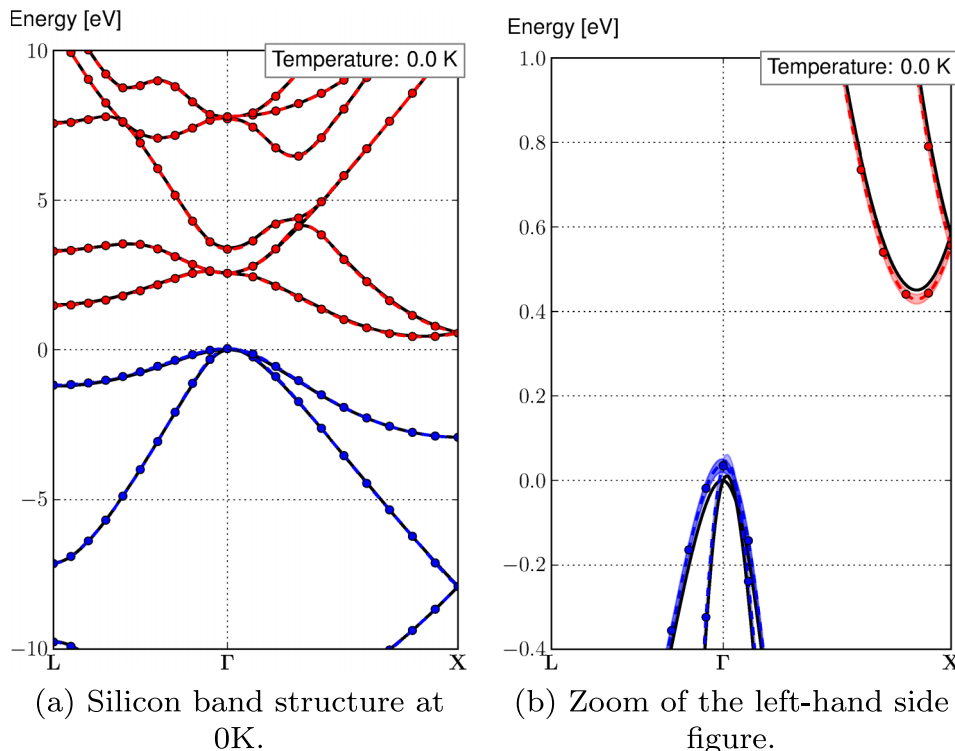 Energy [eV]
Temperature: 0.0 K
10
5
0
−5
−10
L Γ X
(a) Silicon band structure at
0K.
Energy [eV]
Temperature: 0.0 K
1.0
0.8
0.6
0.4
0.2
0.0
−0.2
−0.4
L Γ X
(b) Zoom of the left-hand side
figure.